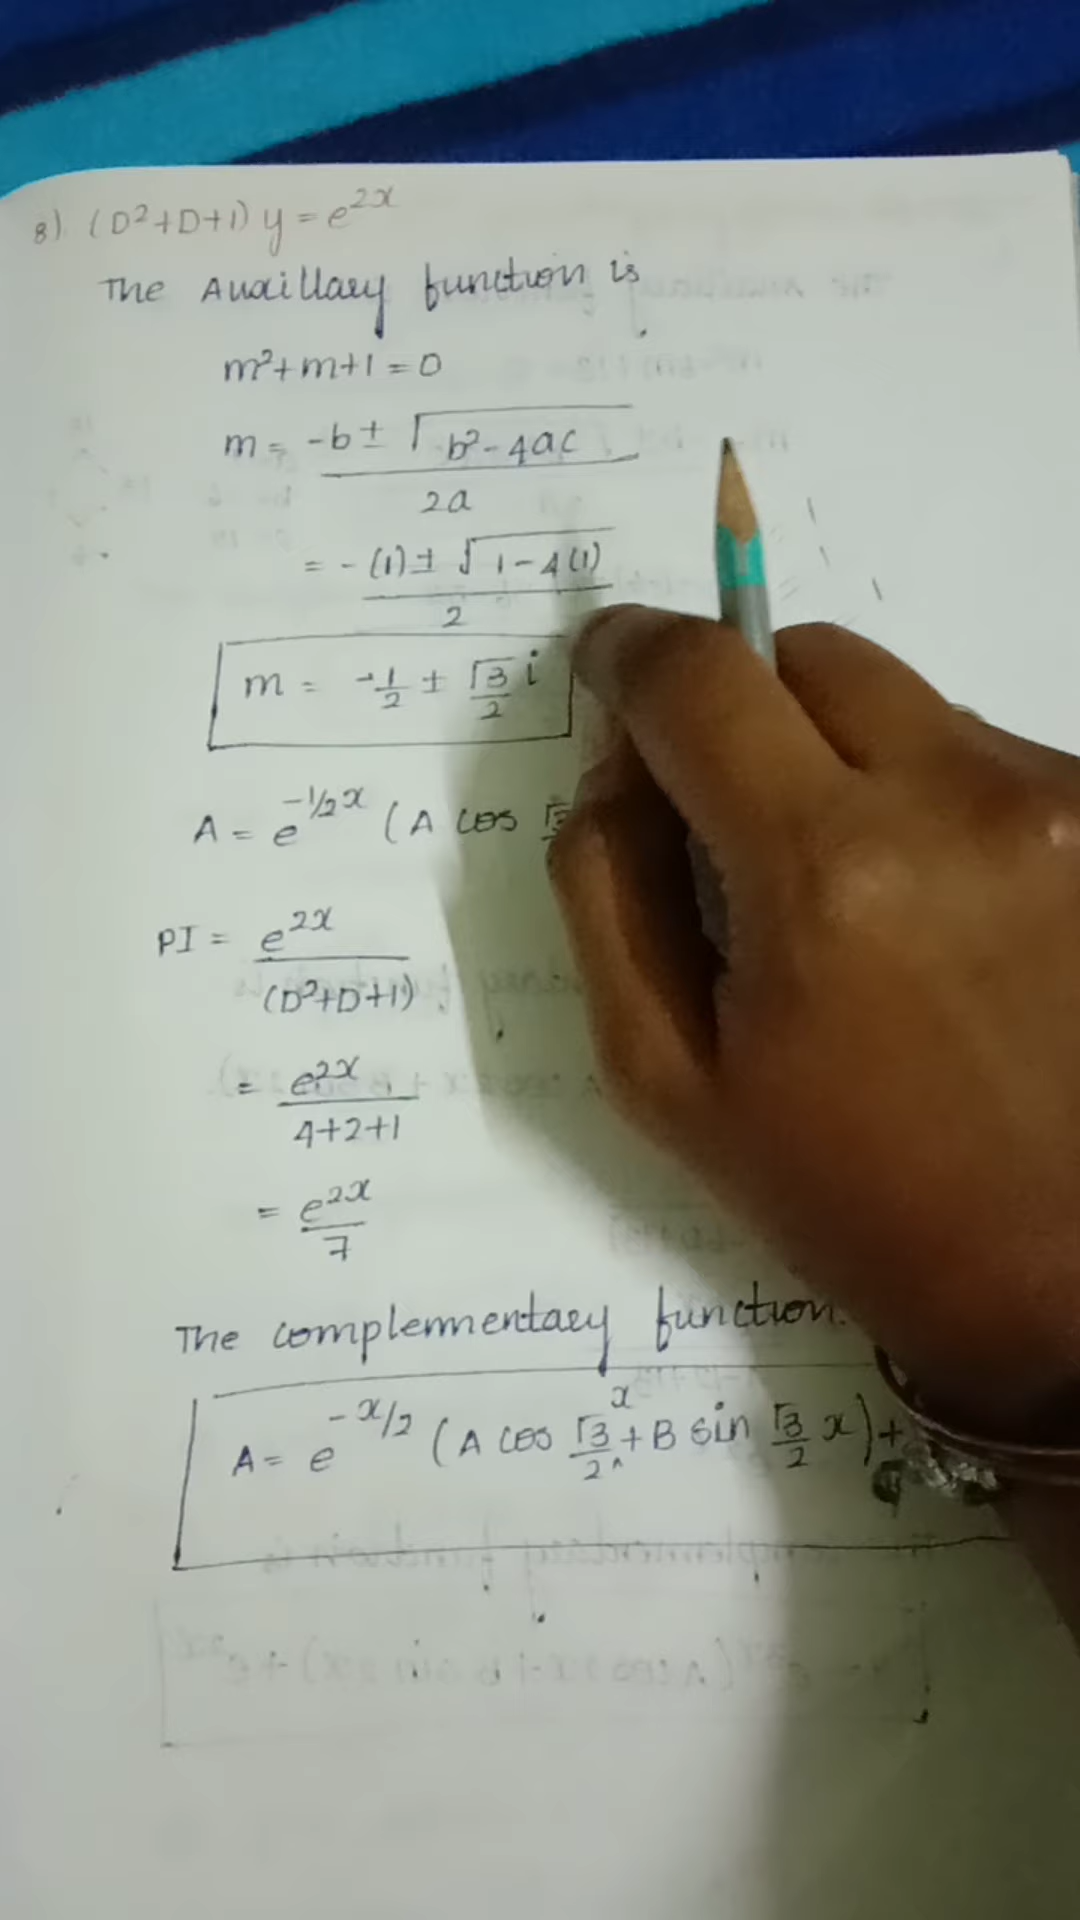 8) (D²+D+1) y = e^2x
The Auxillary function is
m²+m+1 = 0
m = -b ± √b²-4ac / 2a
= -(1) ± √1-4(1) / 2
m = -1/2 ± √3/2 i
A = e^-1/2x (A cos
PI = e^2x / (D²+D+1)
= e^2x / 4+2+1
= e^2x / 7
The complementary function.
A = e^-x/2 (A cos √3/2 x + B sin √3/2 x) +